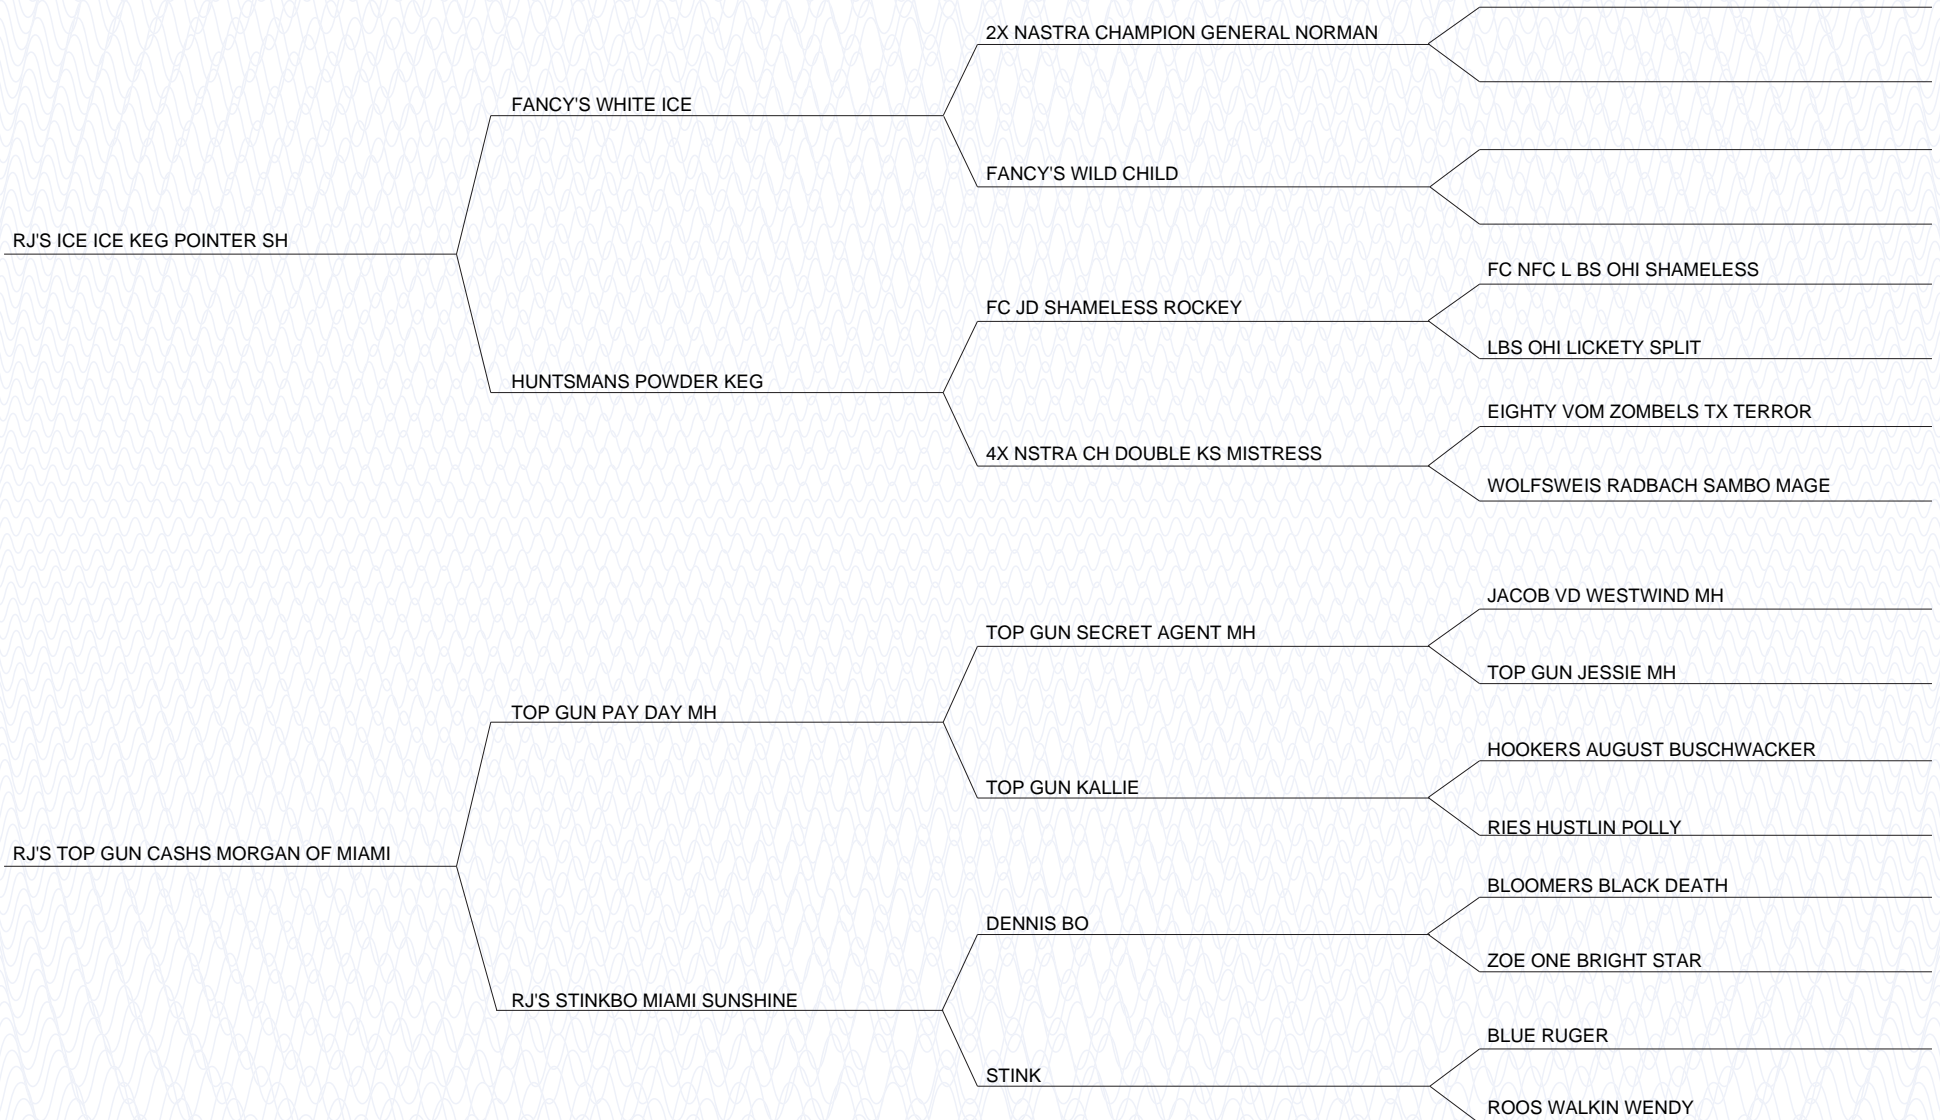 2X NASTRA CHAMPION GENERAL NORMAN
FANCY'S WHITE ICE
FANCY'S WILD CHILD
RJ'S ICE ICE KEG POINTER SH
FC NFC L BS OHI SHAMELESS
FC JD SHAMELESS ROCKEY
LBS OHI LICKETY SPLIT
HUNTSMANS POWDER KEG
EIGHTY VOM ZOMBELS TX TERROR
4X NSTRA CH DOUBLE KS MISTRESS
WOLFSWEIS RADBACH SAMBO MAGE
JACOB VD WESTWIND MH
TOP GUN SECRET AGENT MH
TOP GUN JESSIE MH
TOP GUN PAY DAY MH
HOOKERS AUGUST BUSCHWACKER
TOP GUN KALLIE
RIES HUSTLIN POLLY
RJ'S TOP GUN CASHS MORGAN OF MIAMI
BLOOMERS BLACK DEATH
DENNIS BO
ZOE ONE BRIGHT STAR
RJ'S STINKBO MIAMI SUNSHINE
BLUE RUGER
STINK
ROOS WALKIN WENDY